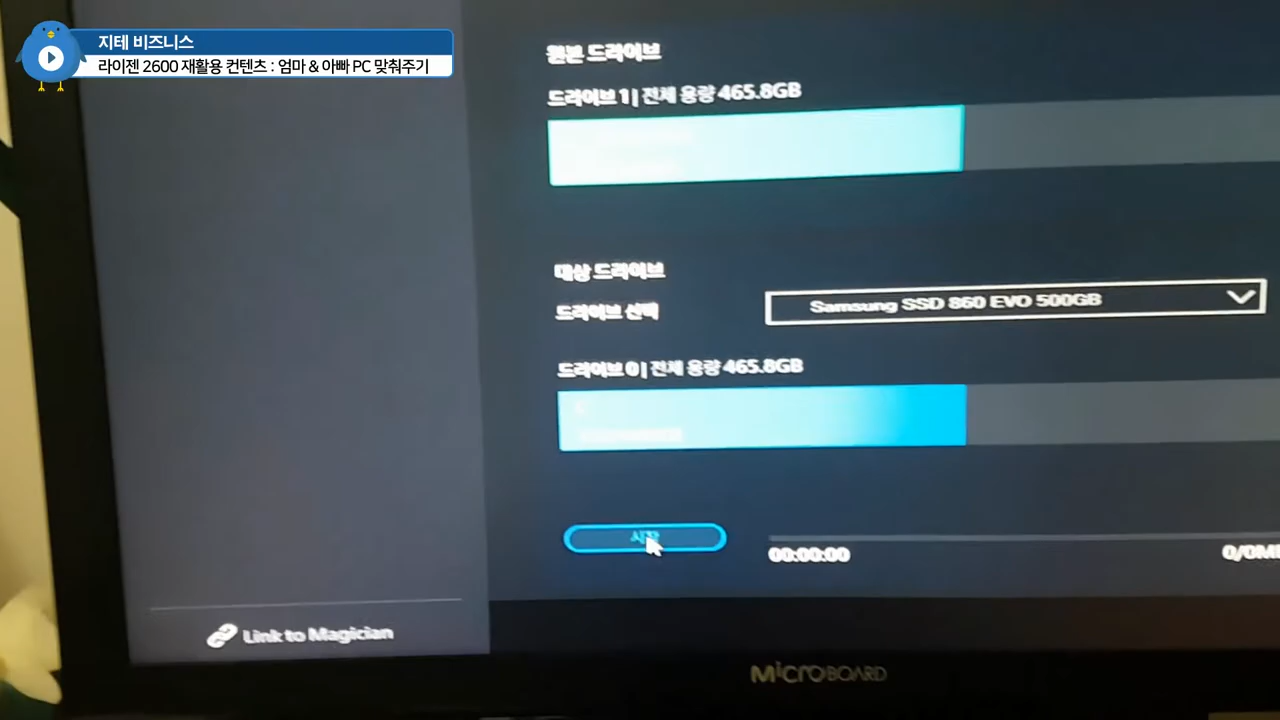 지테 비즈니스
라이젠 2600 재활용 컨텐츠 : 엄마 & 아빠 PC 맞춰주기
원본 드라이브
드라이브 1 | 전체 용량 465.8GB
대상 드라이브
드라이브 선택
Samsung SSD 860 EVO 500GB
드라이브 0 | 전체 용량 465.8GB
시작
00:00:00
Link to Magician
MicroBOARD